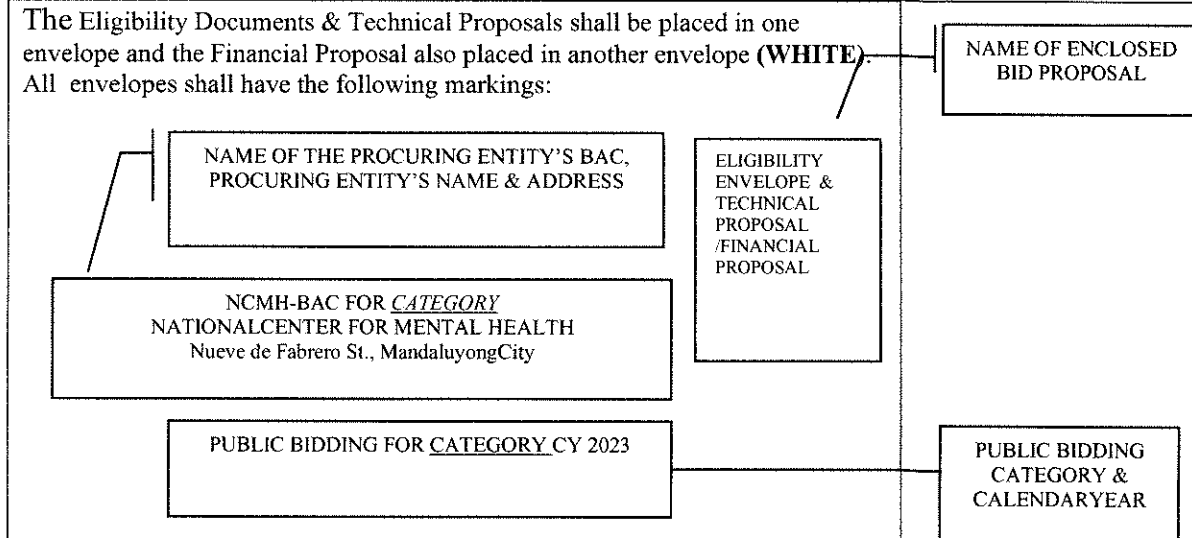 The Eligibility Documents & Technical Proposals shall be placed in one
envelope and the Financial Proposal also placed in another envelope (WHITE).
All envelopes shall have the following markings:
NAME OF ENCLOSED
BID PROPOSAL
NAME OF THE PROCURING ENTITY'S BAC,
PROCURING ENTITY'S NAME & ADDRESS
ELIGIBILITY
ENVELOPE &
TECHNICAL
PROPOSAL
/FINANCIAL
PROPOSAL
NCMH-BAC FOR CATEGORY
NATIONALCENTER FOR MENTAL HEALTH
Nueve de Fabrero St., MandaluyongCity
PUBLIC BIDDING FOR CATEGORY CY 2023
PUBLIC BIDDING
CATEGORY &
CALENDARYEAR